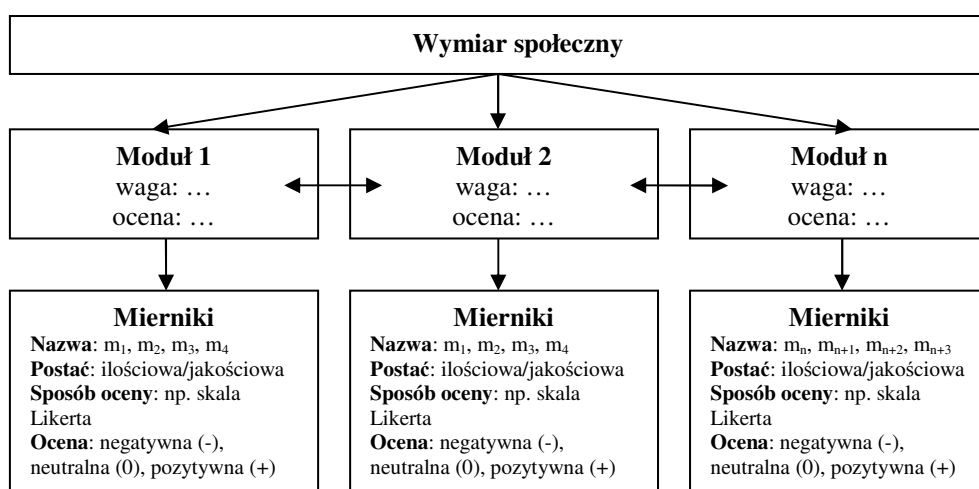 Wymiar społeczny
Moduł 1
waga: …
ocena: …
Moduł 2
waga: …
ocena: …
Moduł n
waga: …
ocena: …
Mierniki
Nazwa: m₁, m₂, m₃, m₄
Postać: ilościowa/jakościowa
Sposób oceny: np. skala
Likerta
Ocena: negatywna (-),
neutralna (0), pozytywna (+)
Mierniki
Nazwa: m₁, m₂, m₃, m₄
Postać: ilościowa/jakościowa
Sposób oceny: np. skala
Likerta
Ocena: negatywna (-),
neutralna (0), pozytywna (+)
Mierniki
Nazwa: mₙ, mₙ₊₁, mₙ₊₂, mₙ₊₃
Postać: ilościowa/jakościowa
Sposób oceny: np. skala
Likerta
Ocena: negatywna (-),
neutralna (0), pozytywna (+)